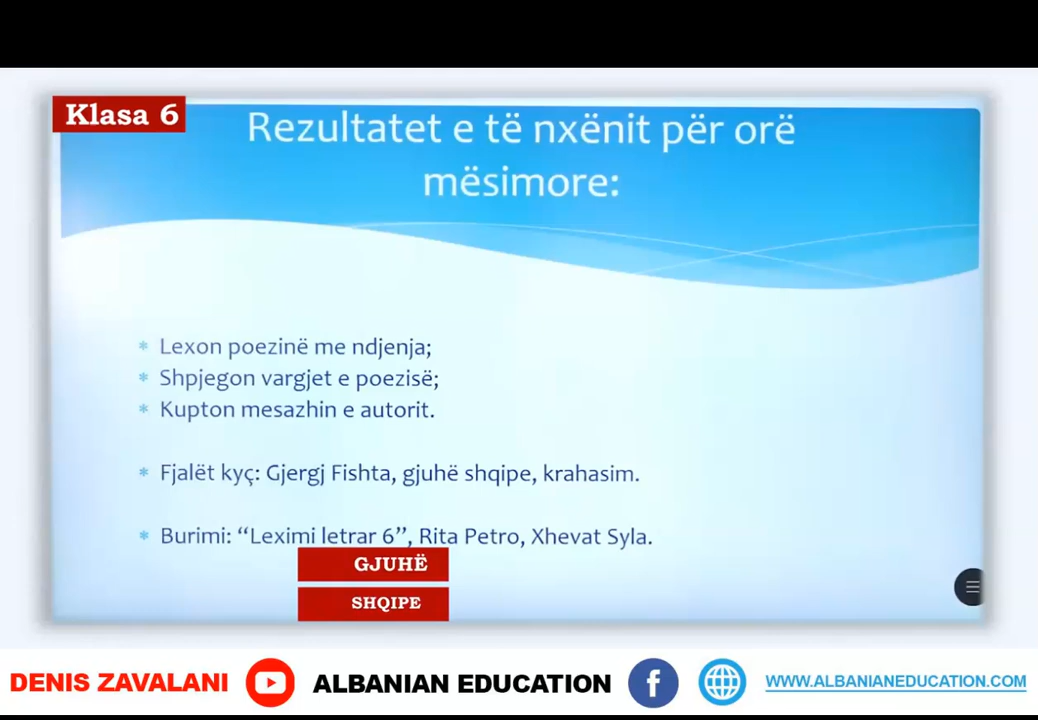 Klasa 6
Rezultatet e të nxënit për orë
mësimore:
* Lexon poezinë me ndjenja;
* Shpjegon vargjet e poezisë;
* Kupton mesazhin e autorit.
* Fjalët kyç: Gjergj Fishta, gjuhë shqipe, krahasim.
* Burimi: “Leximi letrar 6”, Rita Petro, Xhevat Syla.
GJUHË
SHQIPE
DENIS ZAVALANI ALBANIAN EDUCATION WWW.ALBANIANEDUCATION.COM